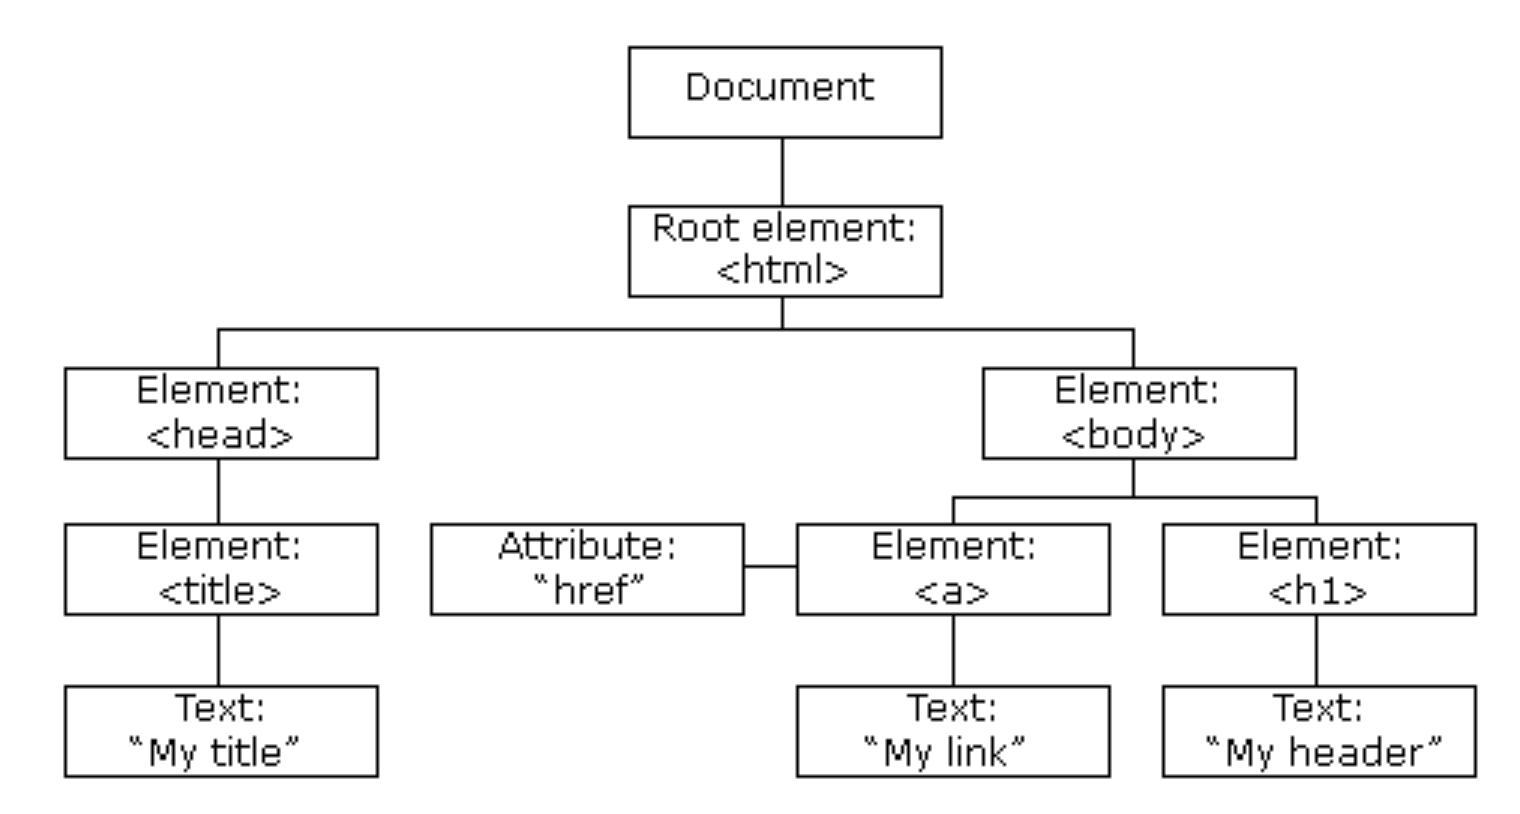 Document
Root element:
<html>
Element:
<head>
Element:
<body>
Element:
<title>
Attribute:
“href”
Element:
<a>
Element:
<h1>
Text:
“My title”
Text:
“My link”
Text:
“My header”